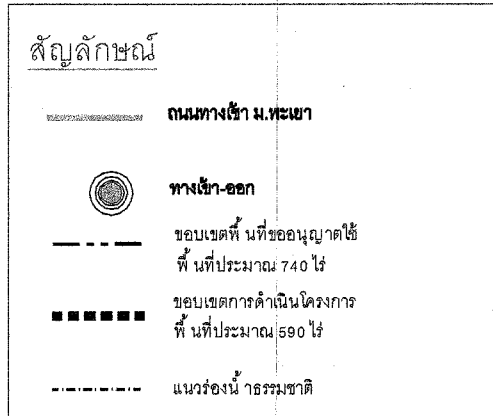 สัญลักษณ์
ถนนทางเข้า ม.พะเยา
ทางเข้า-ออก
ขอบเขตพื้นที่ขออนุญาตใช้
พื้นที่ประมาณ 740 ไร่
ขอบเขตการดำเนินโครงการ
พื้นที่ประมาณ 590 ไร่
แนวร่องน้ำธรรมชาติ